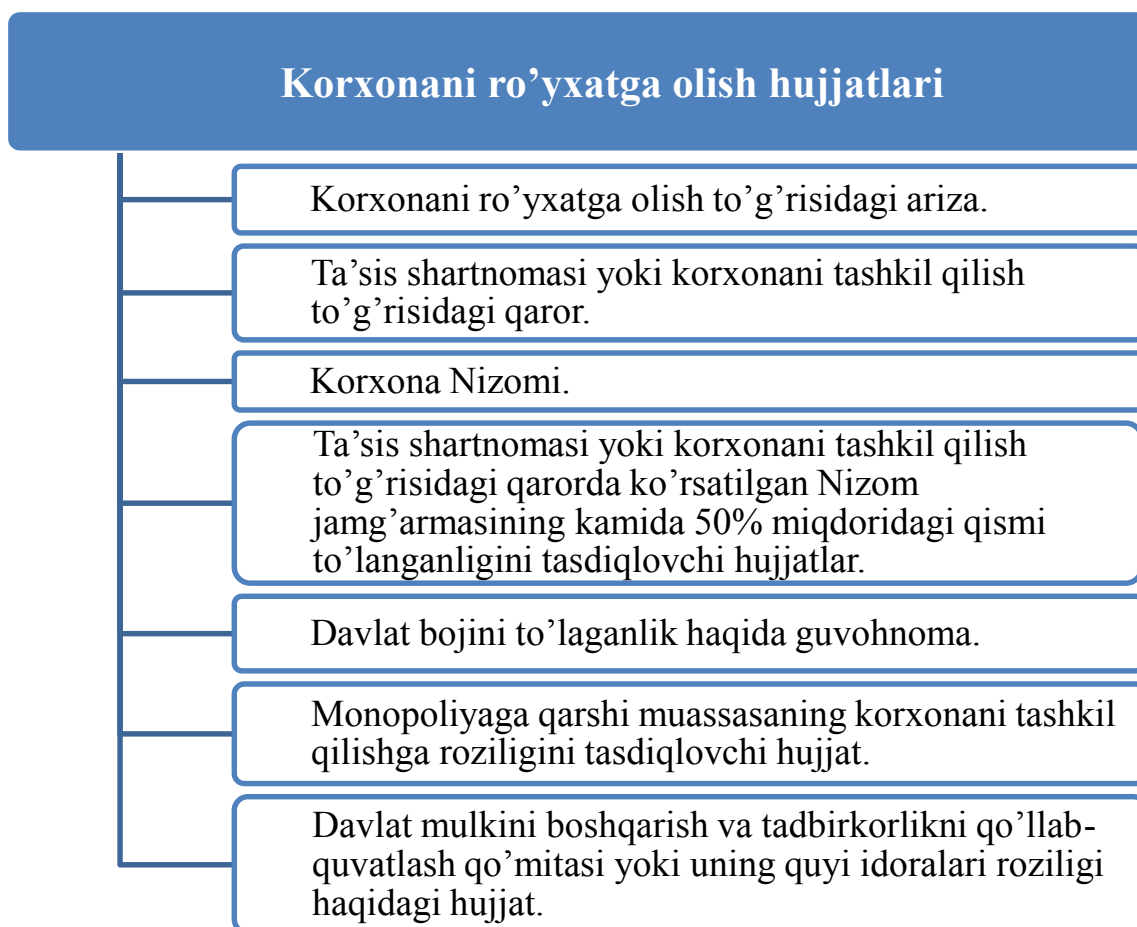 Korxonani ro’yxatga olish hujjatlari
Korxonani ro’yxatga olish to’g’risidagi ariza.
Ta’sis shartnomasi yoki korxonani tashkil qilish
to’g’risidagi qaror.
Korxona Nizomi.
Ta’sis shartnomasi yoki korxonani tashkil qilish
to’g’risidagi qarorda ko’rsatilgan Nizom
jamg’armasining kamida 50% miqdoridagi qismi
to’langanligini tasdiqlovchi hujjatlar.
Davlat bojini to’laganlik haqida guvohnoma.
Monopoliyaga qarshi muassasaning korxonani tashkil
qilishga roziligini tasdiqlovchi hujjat.
Davlat mulkini boshqarish va tadbirkorlikni qo’llab-
quvatlash qo’mitasi yoki uning quyi idoralari roziligi
haqidagi hujjat.